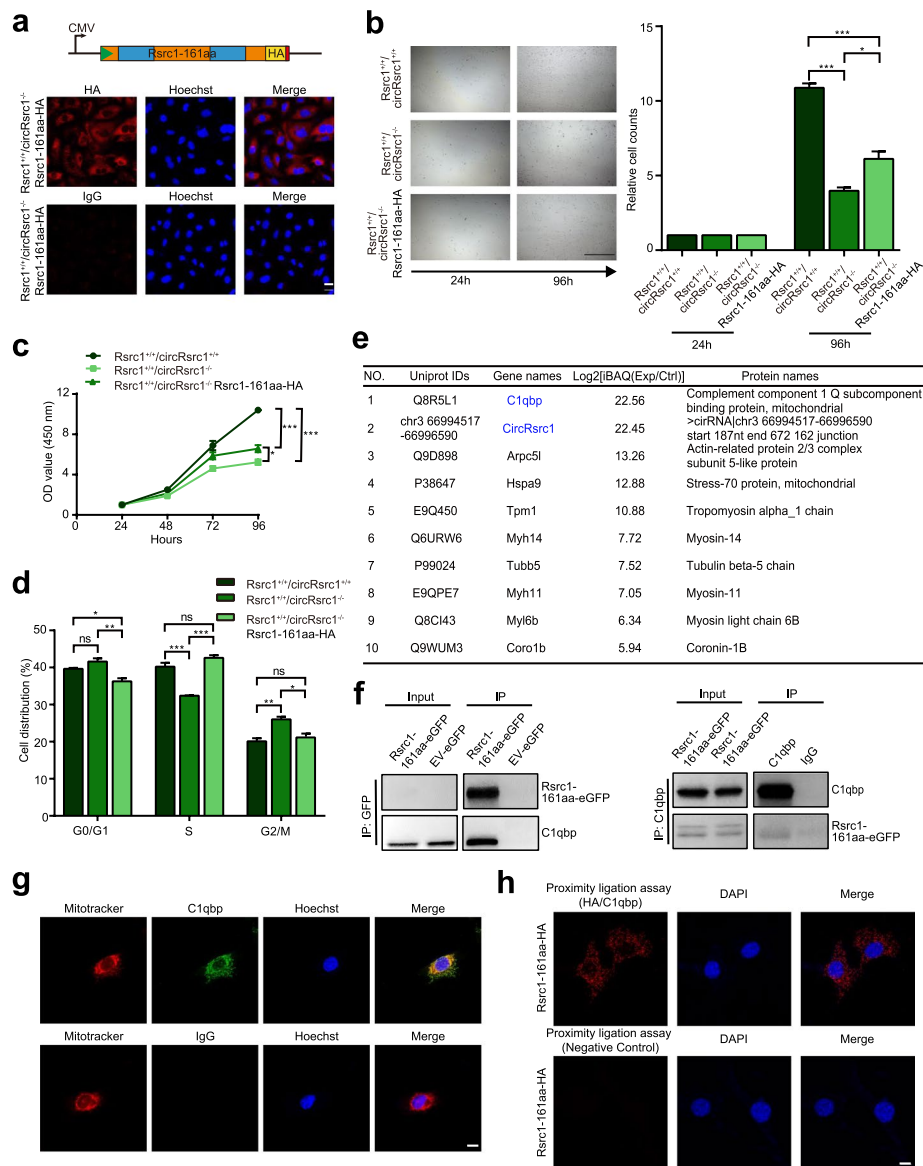 a
CMV
Rsrc1-161aa
HA
HA
Hoechst
Merge
Rsrc1+/+/circRsrc1-/-
Rsrc1-161aa-HA
IgG
Hoechst
Merge
Rsrc1+/+/circRsrc1-/-
Rsrc1-161aa-HA
b
Rsrc1+/+/
circRsrc1+/+
Rsrc1+/+/
circRsrc1-/-
Rsrc1+/+/
circRsrc1-/-
Rsrc1-161aa-HA
24h
96h
Relative cell counts
15
10
5
0
***
***
*
Rsrc1+/+/
circRsrc1+/+
Rsrc1+/+/
circRsrc1-/-
Rsrc1+/+/
circRsrc1-/-
Rsrc1-161aa-HA
Rsrc1+/+/
circRsrc1+/+
Rsrc1+/+/
circRsrc1-/-
Rsrc1+/+/
circRsrc1-/-
Rsrc1-161aa-HA
24h
96h
c
Rsrc1+/+/circRsrc1+/+
Rsrc1+/+/circRsrc1-/-
Rsrc1+/+/circRsrc1-/- Rsrc1-161aa-HA
OD value (450 nm)
12
8
4
0
24
48
72
96
Hours
***
*
***
d
Rsrc1+/+/circRsrc1+/+
Rsrc1+/+/circRsrc1-/-
Rsrc1+/+/circRsrc1-/-
Rsrc1-161aa-HA
Cell distribution (%)
60
40
20
0
*
ns
**
ns
***
***
ns
**
*
G0/G1
S
G2/M
e
NO. Uniprot IDs Gene names Log2[iBAQ(Exp/Ctrl)] Protein names
1 Q8R5L1 C1qbp 22.56 Complement component 1 Q subcomponent
binding protein, mitochondrial
2 chr3 66994517
-66996590 CircRsrc1 22.45 >cirRNA|chr3 66994517-66996590
start 187nt end 672 162 junction
3 Q9D898 Arpc5l 13.26 Actin-related protein 2/3 complex
subunit 5-like protein
4 P38647 Hspa9 12.88 Stress-70 protein, mitochondrial
5 E9Q450 Tpm1 10.88 Tropomyosin alpha_1 chain
6 Q6URW6 Myh14 7.72 Myosin-14
7 P99024 Tubb5 7.52 Tubulin beta-5 chain
8 E9QPE7 Myh11 7.05 Myosin-11
9 Q8CI43 Myl6b 6.34 Myosin light chain 6B
10 Q9WUM3 Coro1b 5.94 Coronin-1B
f
Input
IP
Rsrc1-
161aa-eGFP
EV-eGFP
Rsrc1-
161aa-eGFP
EV-eGFP
IP: GFP
Rsrc1-
161aa-eGFP
C1qbp
Input
IP
Rsrc1-
161aa-eGFP
Rsrc1-
161aa-eGFP
C1qbp
IgG
IP: C1qbp
C1qbp
Rsrc1-
161aa-eGFP
g
Mitotracker
C1qbp
Hoechst
Merge
Mitotracker
IgG
Hoechst
Merge
h
Proximity ligation assay
(HA/C1qbp)
DAPI
Merge
Rsrc1-161aa-HA
Proximity ligation assay
(Negative Control)
DAPI
Merge
Rsrc1-161aa-HA